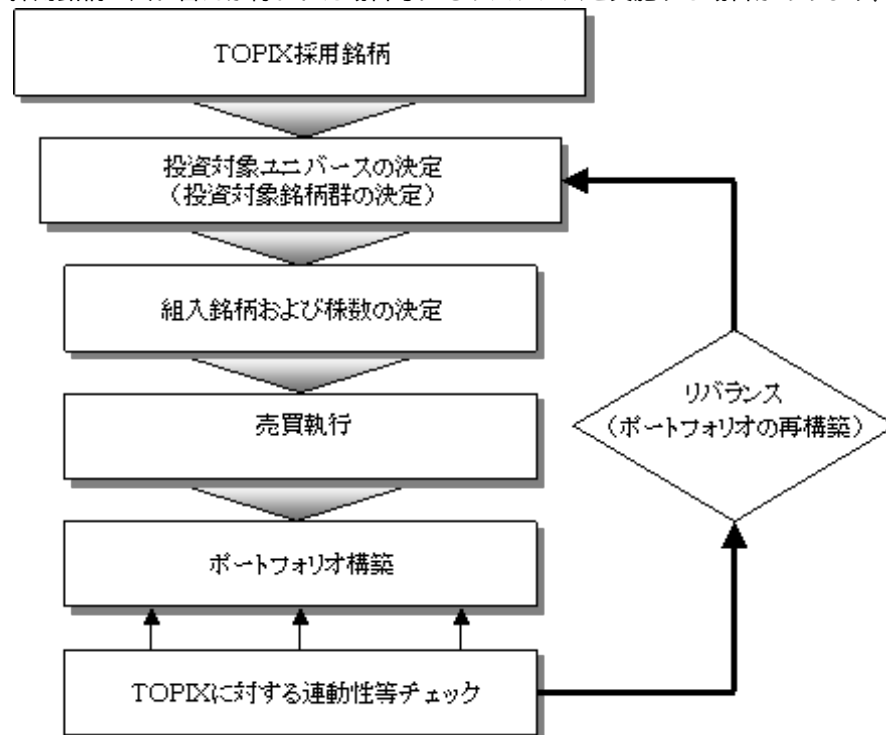 TOPIX採用銘柄
投資対象ユニバースの決定
（投資対象銘柄群の決定）
組入銘柄および株数の決定
リバランス
（ポートフォリオの再構築）
売買執行
ポートフォリオ構築
TOPIXに対する連動性等チェック